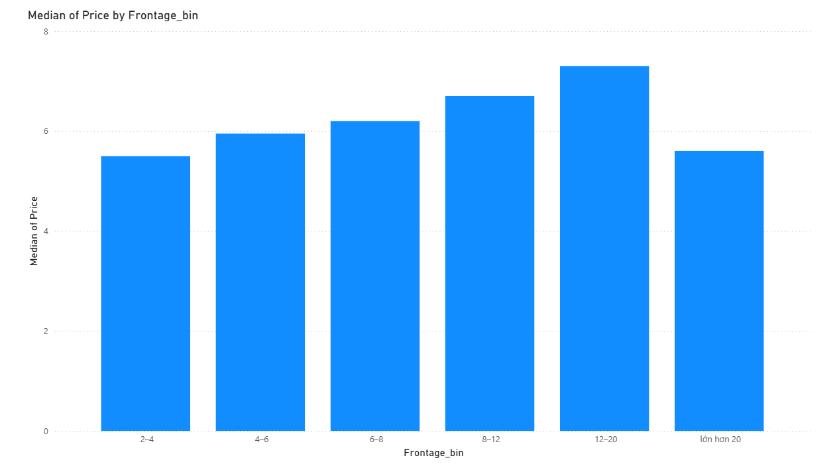 Median of Price by Frontage_bin
8
6
4
2
0
Median of Price
2–4
4–6
6–8
8–12
12–20
lớn hơn 20
Frontage_bin